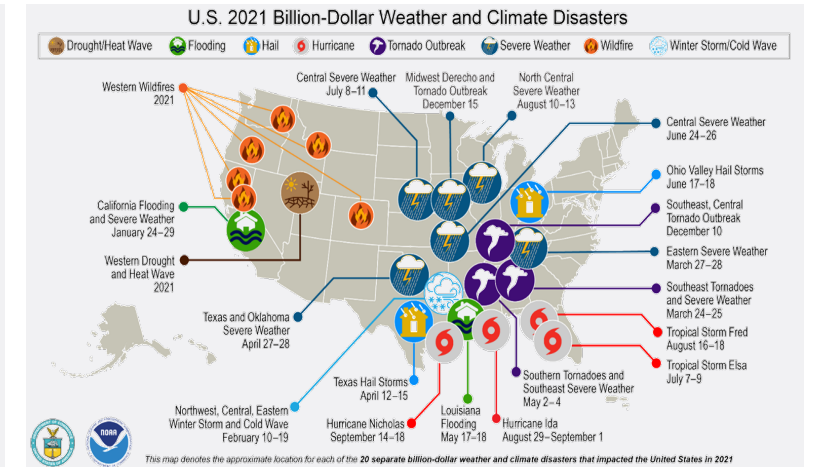 U.S. 2021 Billion-Dollar Weather and Climate Disasters
Drought/Heat Wave
Flooding
Hail
Hurricane
Tornado Outbreak
Severe Weather
Wildfire
Winter Storm/Cold Wave
Western Wildfires
2021
Central Severe Weather
July 8–11
Midwest Derecho and
Tornado Outbreak
December 15
North Central
Severe Weather
August 10–13
Central Severe Weather
June 24–26
Ohio Valley Hail Storms
June 17–18
California Flooding
and Severe Weather
January 24–29
Southeast, Central
Tornado Outbreak
December 10
Western Drought
and Heat Wave
2021
Eastern Severe Weather
March 27–28
Southeast Tornadoes
and Severe Weather
March 24–25
Texas and Oklahoma
Severe Weather
April 27–28
Tropical Storm Fred
August 16–18
Tropical Storm Elsa
July 7–9
Texas Hail Storms
April 12–15
Southern Tornadoes and
Southeast Severe Weather
May 2–4
Northwest, Central, Eastern
Winter Storm and Cold Wave
February 10–19
Hurricane Nicholas
September 14–18
Louisiana
Flooding
May 17–18
Hurricane Ida
August 29–September 1
NOAA
This map denotes the approximate location for each of the 20 separate billion-dollar weather and climate disasters that impacted the United States in 2021